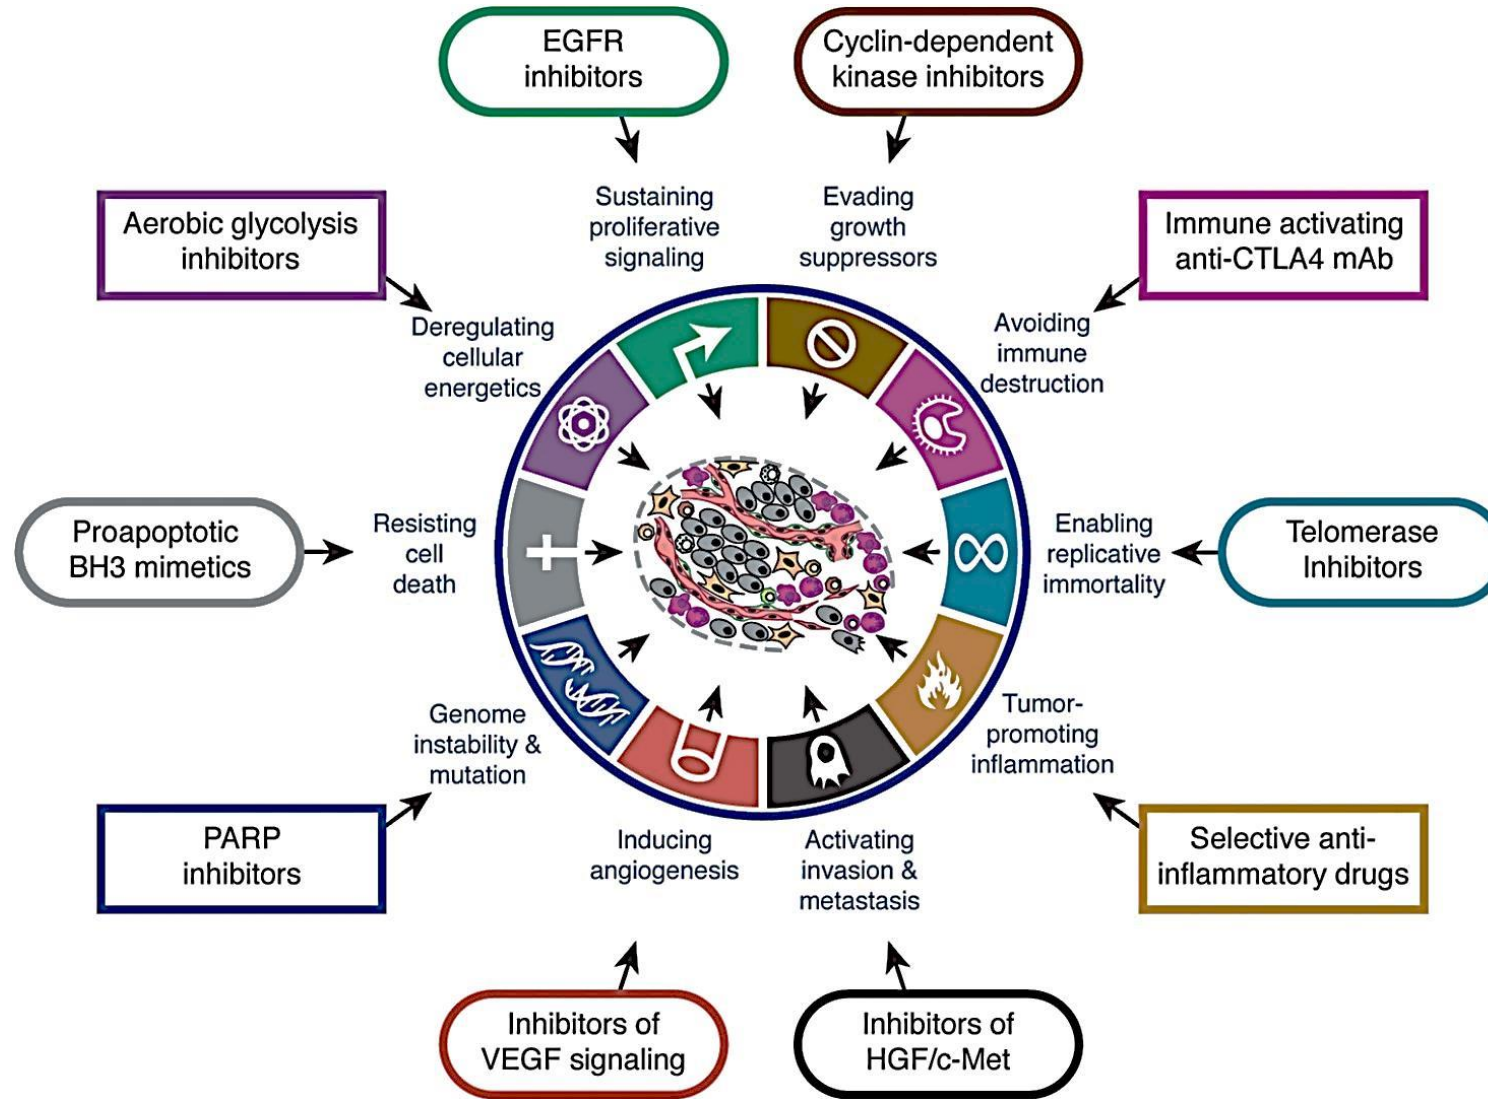 EGFR
inhibitors
Cyclin-dependent
kinase inhibitors
Sustaining
proliferative
signaling
Evading
growth
suppressors
Aerobic glycolysis
inhibitors
Immune activating
anti-CTLA4 mAb
Deregulating
cellular
energetics
Avoiding
immune
destruction
Proapoptotic
BH3 mimetics
Resisting
cell
death
Enabling
replicative
immortality
Telomerase
Inhibitors
Genome
instability &
mutation
Tumor-
promoting
inflammation
PARP
inhibitors
Inducing
angiogenesis
Activating
invasion &
metastasis
Selective anti-
inflammatory drugs
Inhibitors of
VEGF signaling
Inhibitors of
HGF/c-Met